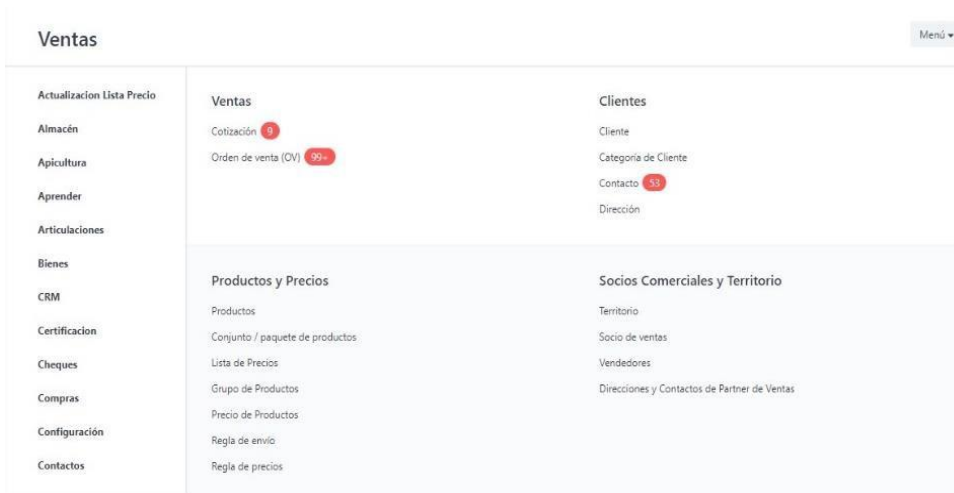 Ventas
Menú
Actualizacion Lista Precio
Almacén
Apicultura
Aprender
Articulaciones
Bienes
CRM
Certificacion
Cheques
Compras
Configuración
Contactos
Ventas
Cotización 9
Orden de venta (OV) 99+
Clientes
Cliente
Categoría de Cliente
Contacto 53
Dirección
Productos y Precios
Productos
Conjunto / paquete de productos
Lista de Precios
Grupo de Productos
Precio de Productos
Regla de envío
Regla de precios
Socios Comerciales y Territorio
Territorio
Socio de ventas
Vendedores
Direcciones y Contactos de Partner de Ventas